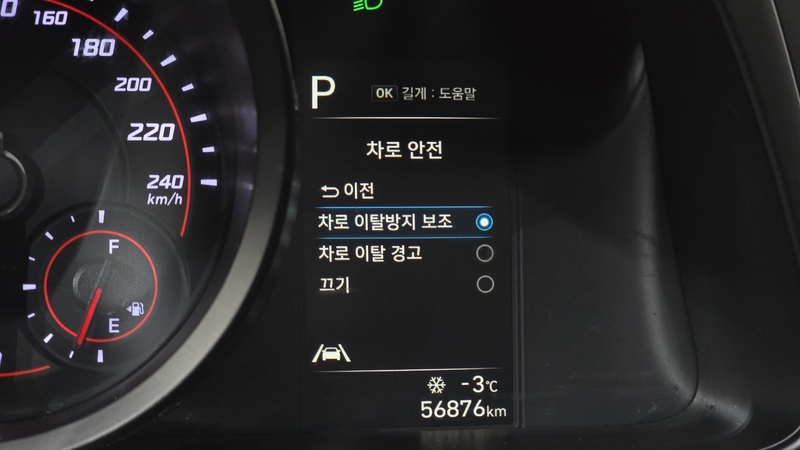 160
180
200
220
240
km/h
F
E
P
OK 길게 : 도움말
차로 안전
이전
차로 이탈방지 보조
차로 이탈 경고
끄기
-3℃
56876km